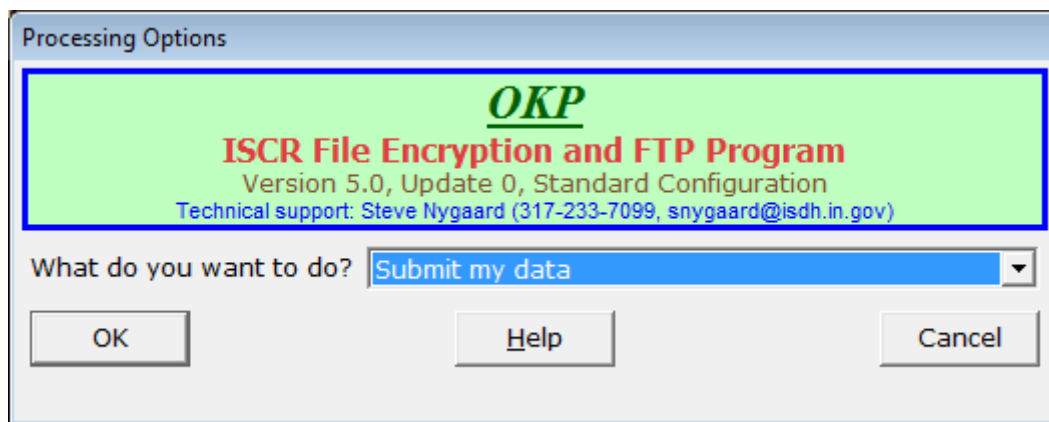 Processing Options
OKP
ISCR File Encryption and FTP Program
Version 5.0, Update 0, Standard Configuration
Technical support: Steve Nygaard (317-233-7099, snygaard@isdh.in.gov)
What do you want to do? Submit my data
OK Help Cancel